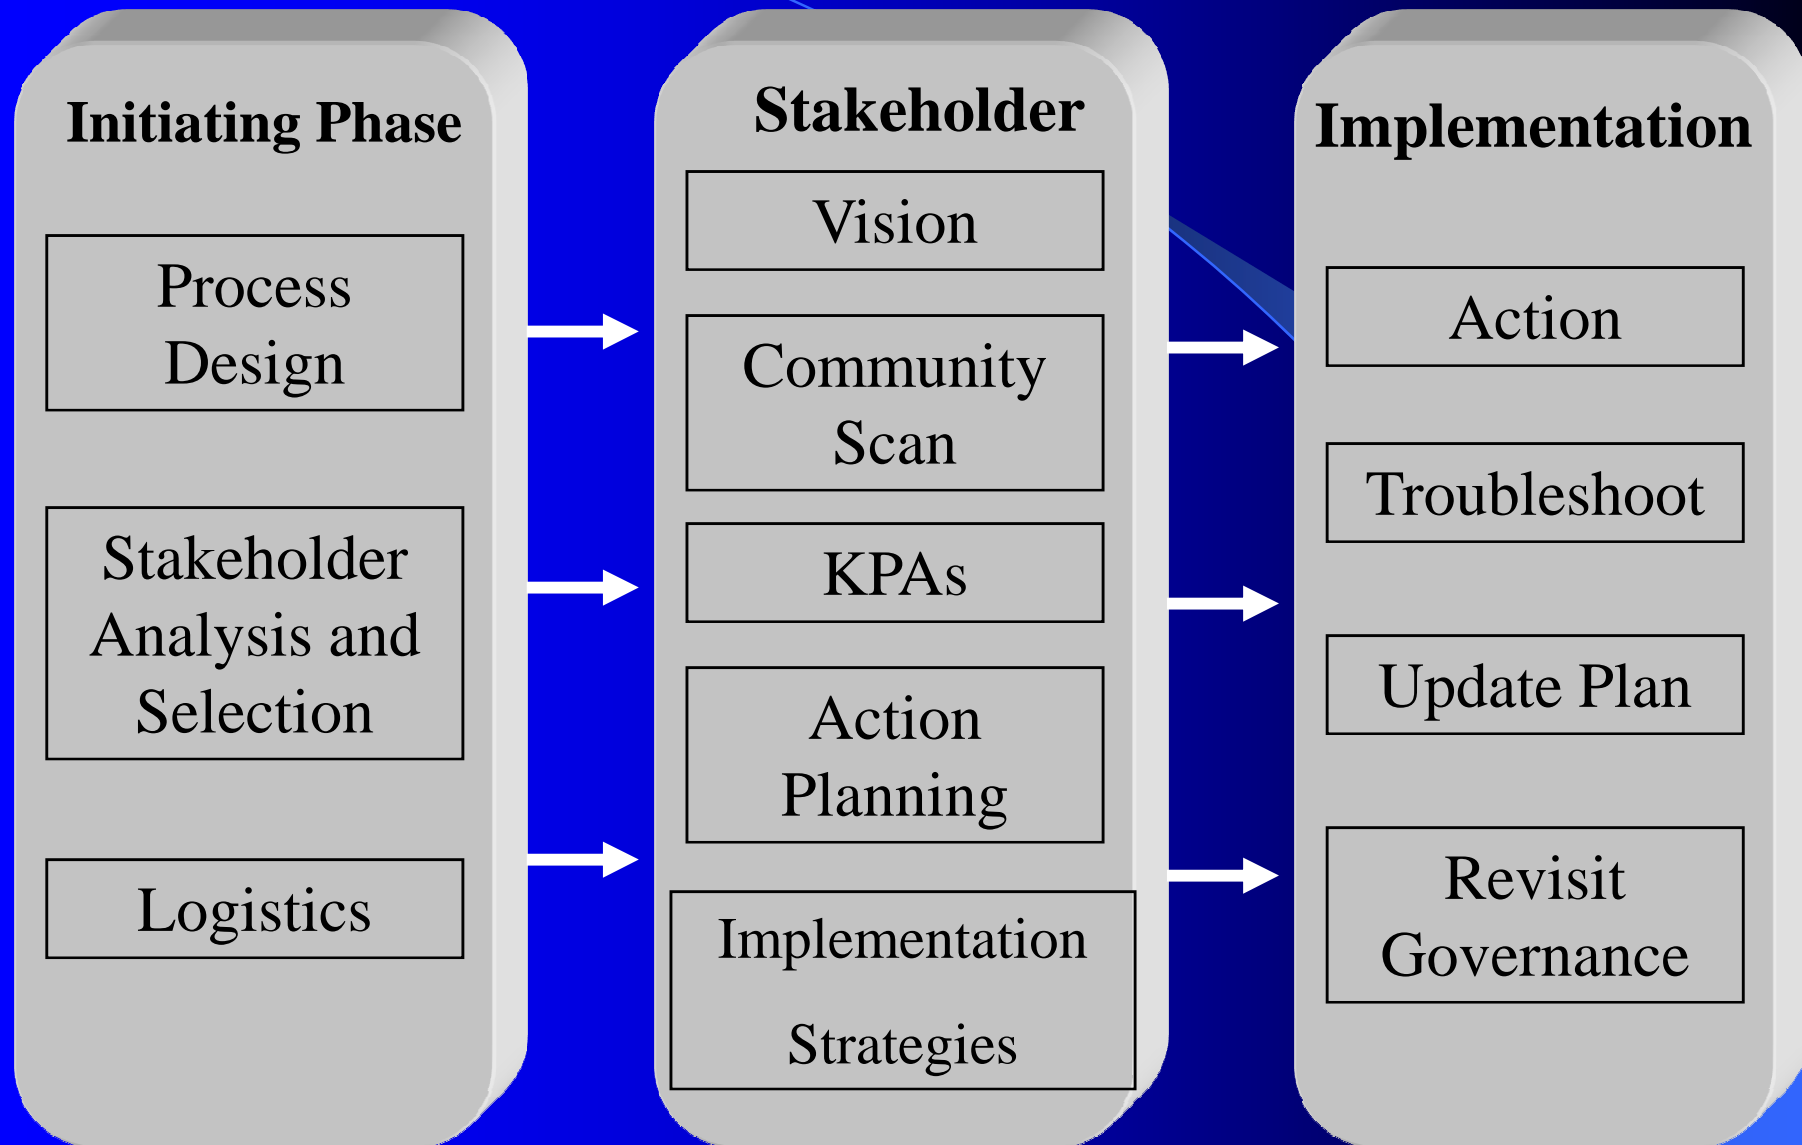 Initiating Phase
Process
Design
Stakeholder
Analysis and
Selection
Logistics
Stakeholder
Vision
Community
Scan
KPAs
Action
Planning
Implementation
Strategies
Implementation
Action
Troubleshoot
Update Plan
Revisit
Governance